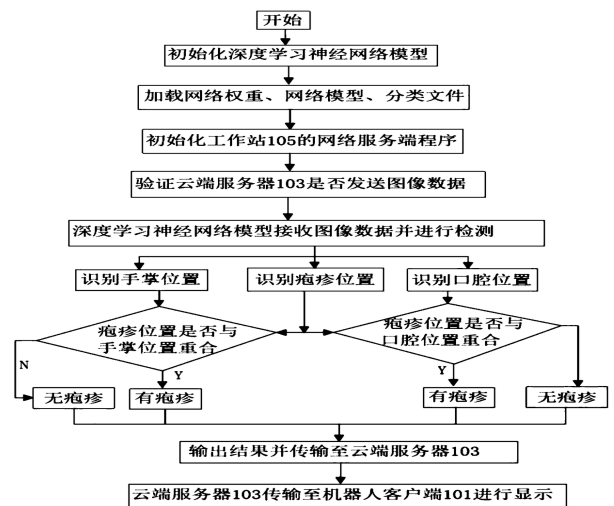 开始
初始化深度学习神经网络模型
加载网络权重、网络模型、分类文件
初始化工作站105的网络服务端程序
验证云端服务器103是否发送图像数据
深度学习神经网络模型接收图像数据并进行检测
识别手掌位置
识别疱疹位置
识别口腔位置
疱疹位置是否与
手掌位置重合
疱疹位置是否与
口腔位置重合
N
Y
Y
无疱疹
有疱疹
有疱疹
无疱疹
输出结果并传输至云端服务器103
云端服务器103传输至机器人客户端101进行显示